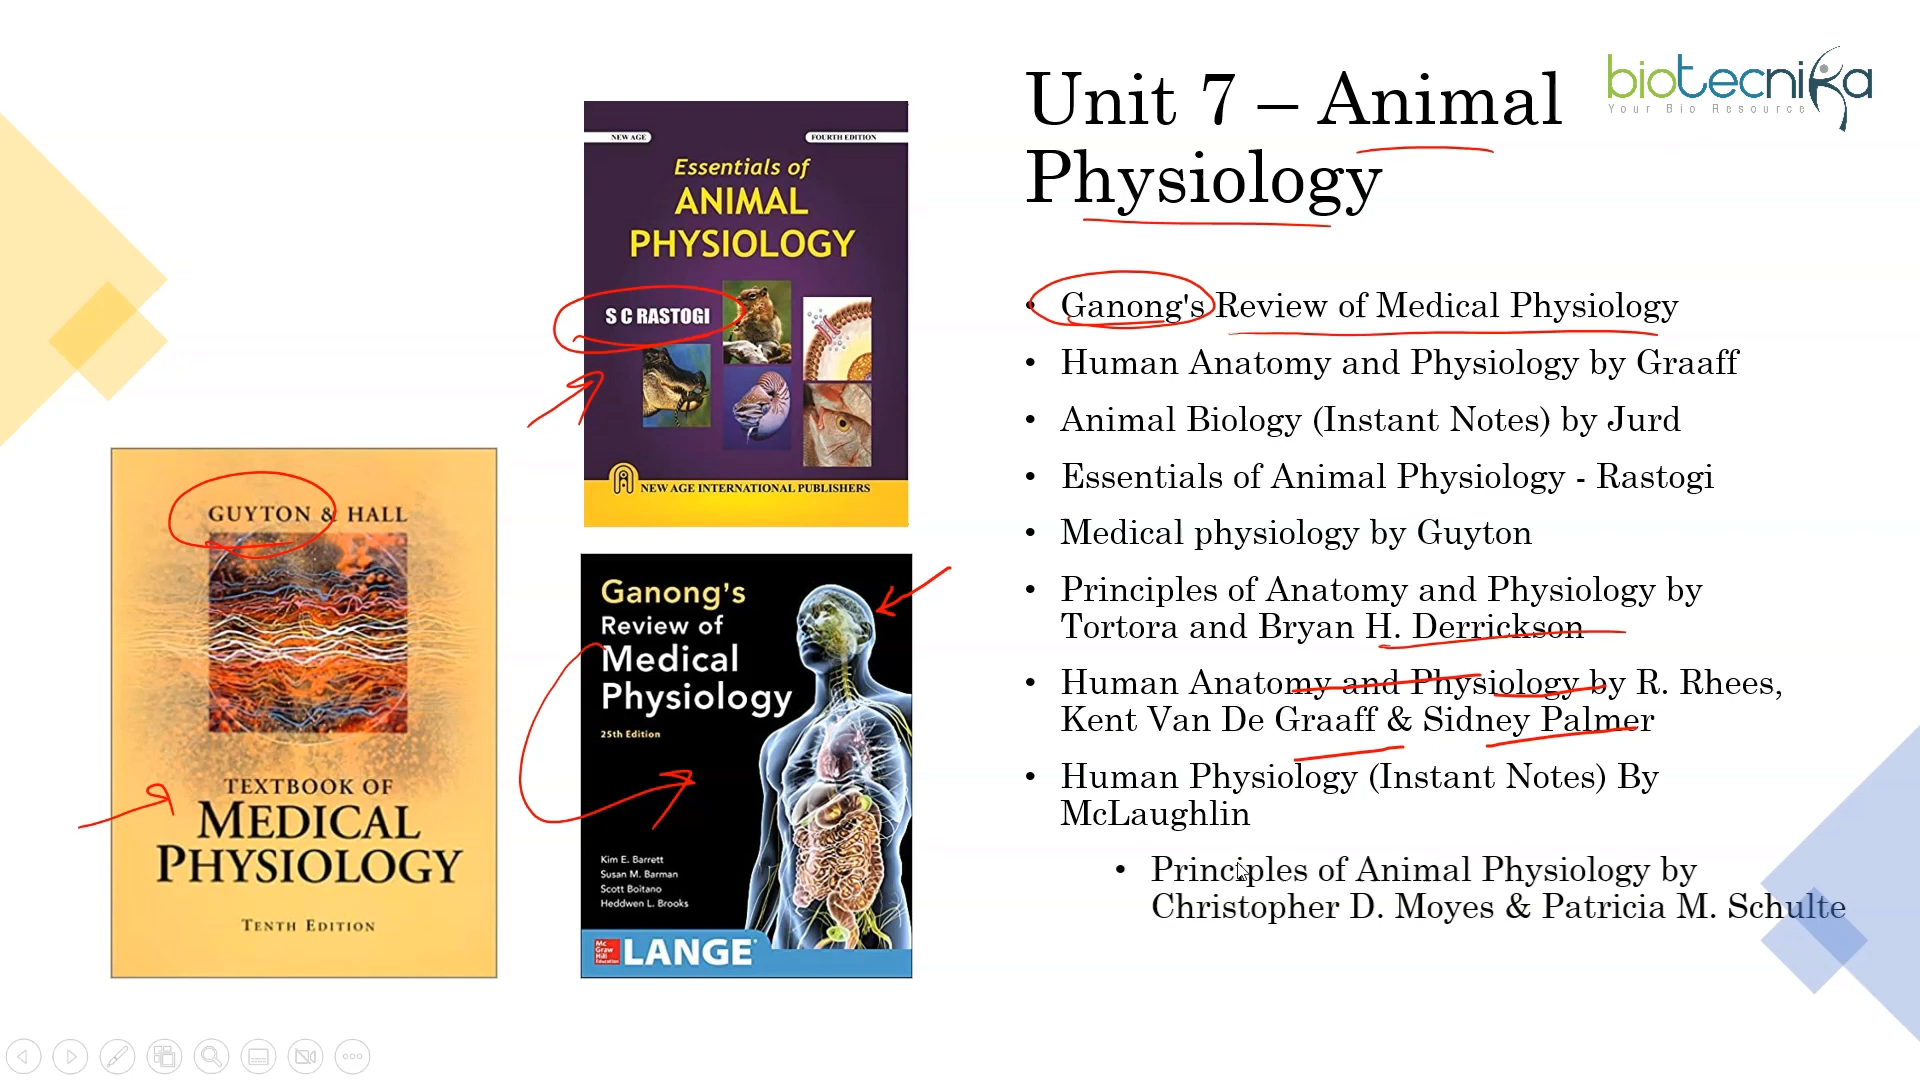 Unit 7 – Animal
Physiology
biotecnika
Your Bio Resource
• Ganong's Review of Medical Physiology
• Human Anatomy and Physiology by Graaff
• Animal Biology (Instant Notes) by Jurd
• Essentials of Animal Physiology - Rastogi
• Medical physiology by Guyton
• Principles of Anatomy and Physiology by
Tortora and Bryan H. Derrickson
• Human Anatomy and Physiology by R. Rhees,
Kent Van De Graaff & Sidney Palmer
• Human Physiology (Instant Notes) By
McLaughlin
• Principles of Animal Physiology by
Christopher D. Moyes & Patricia M. Schulte
NEW AGE
FOURTH EDITION
Essentials of
ANIMAL
PHYSIOLOGY
S C RASTOGI
NEW AGE INTERNATIONAL PUBLISHERS
GUYTON & HALL
TEXTBOOK OF
MEDICAL
PHYSIOLOGY
TENTH EDITION
Ganong's
Review of
Medical
Physiology
25th Edition
Kim E. Barrett
Susan M. Barman
Scott Boitano
Heddwen L. Brooks
Mc
Graw
Hill
Education
LANGE